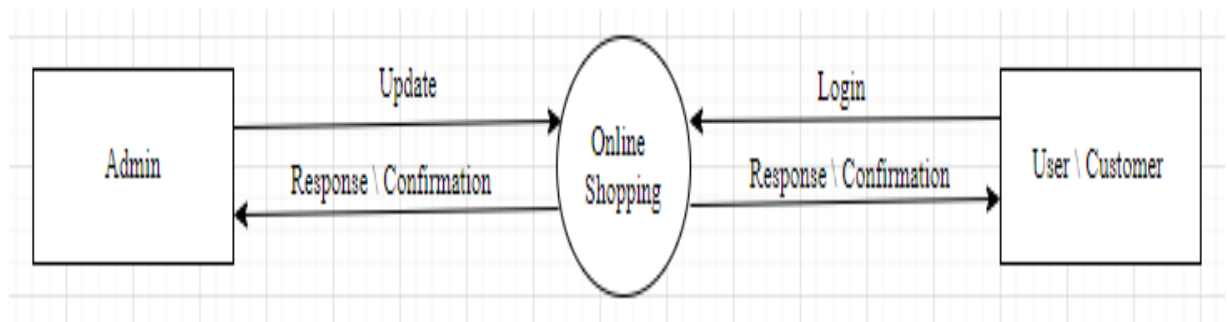 Update
Login
Admin
Response \ Confirmation
Online
Shopping
Response \ Confirmation
User \ Customer